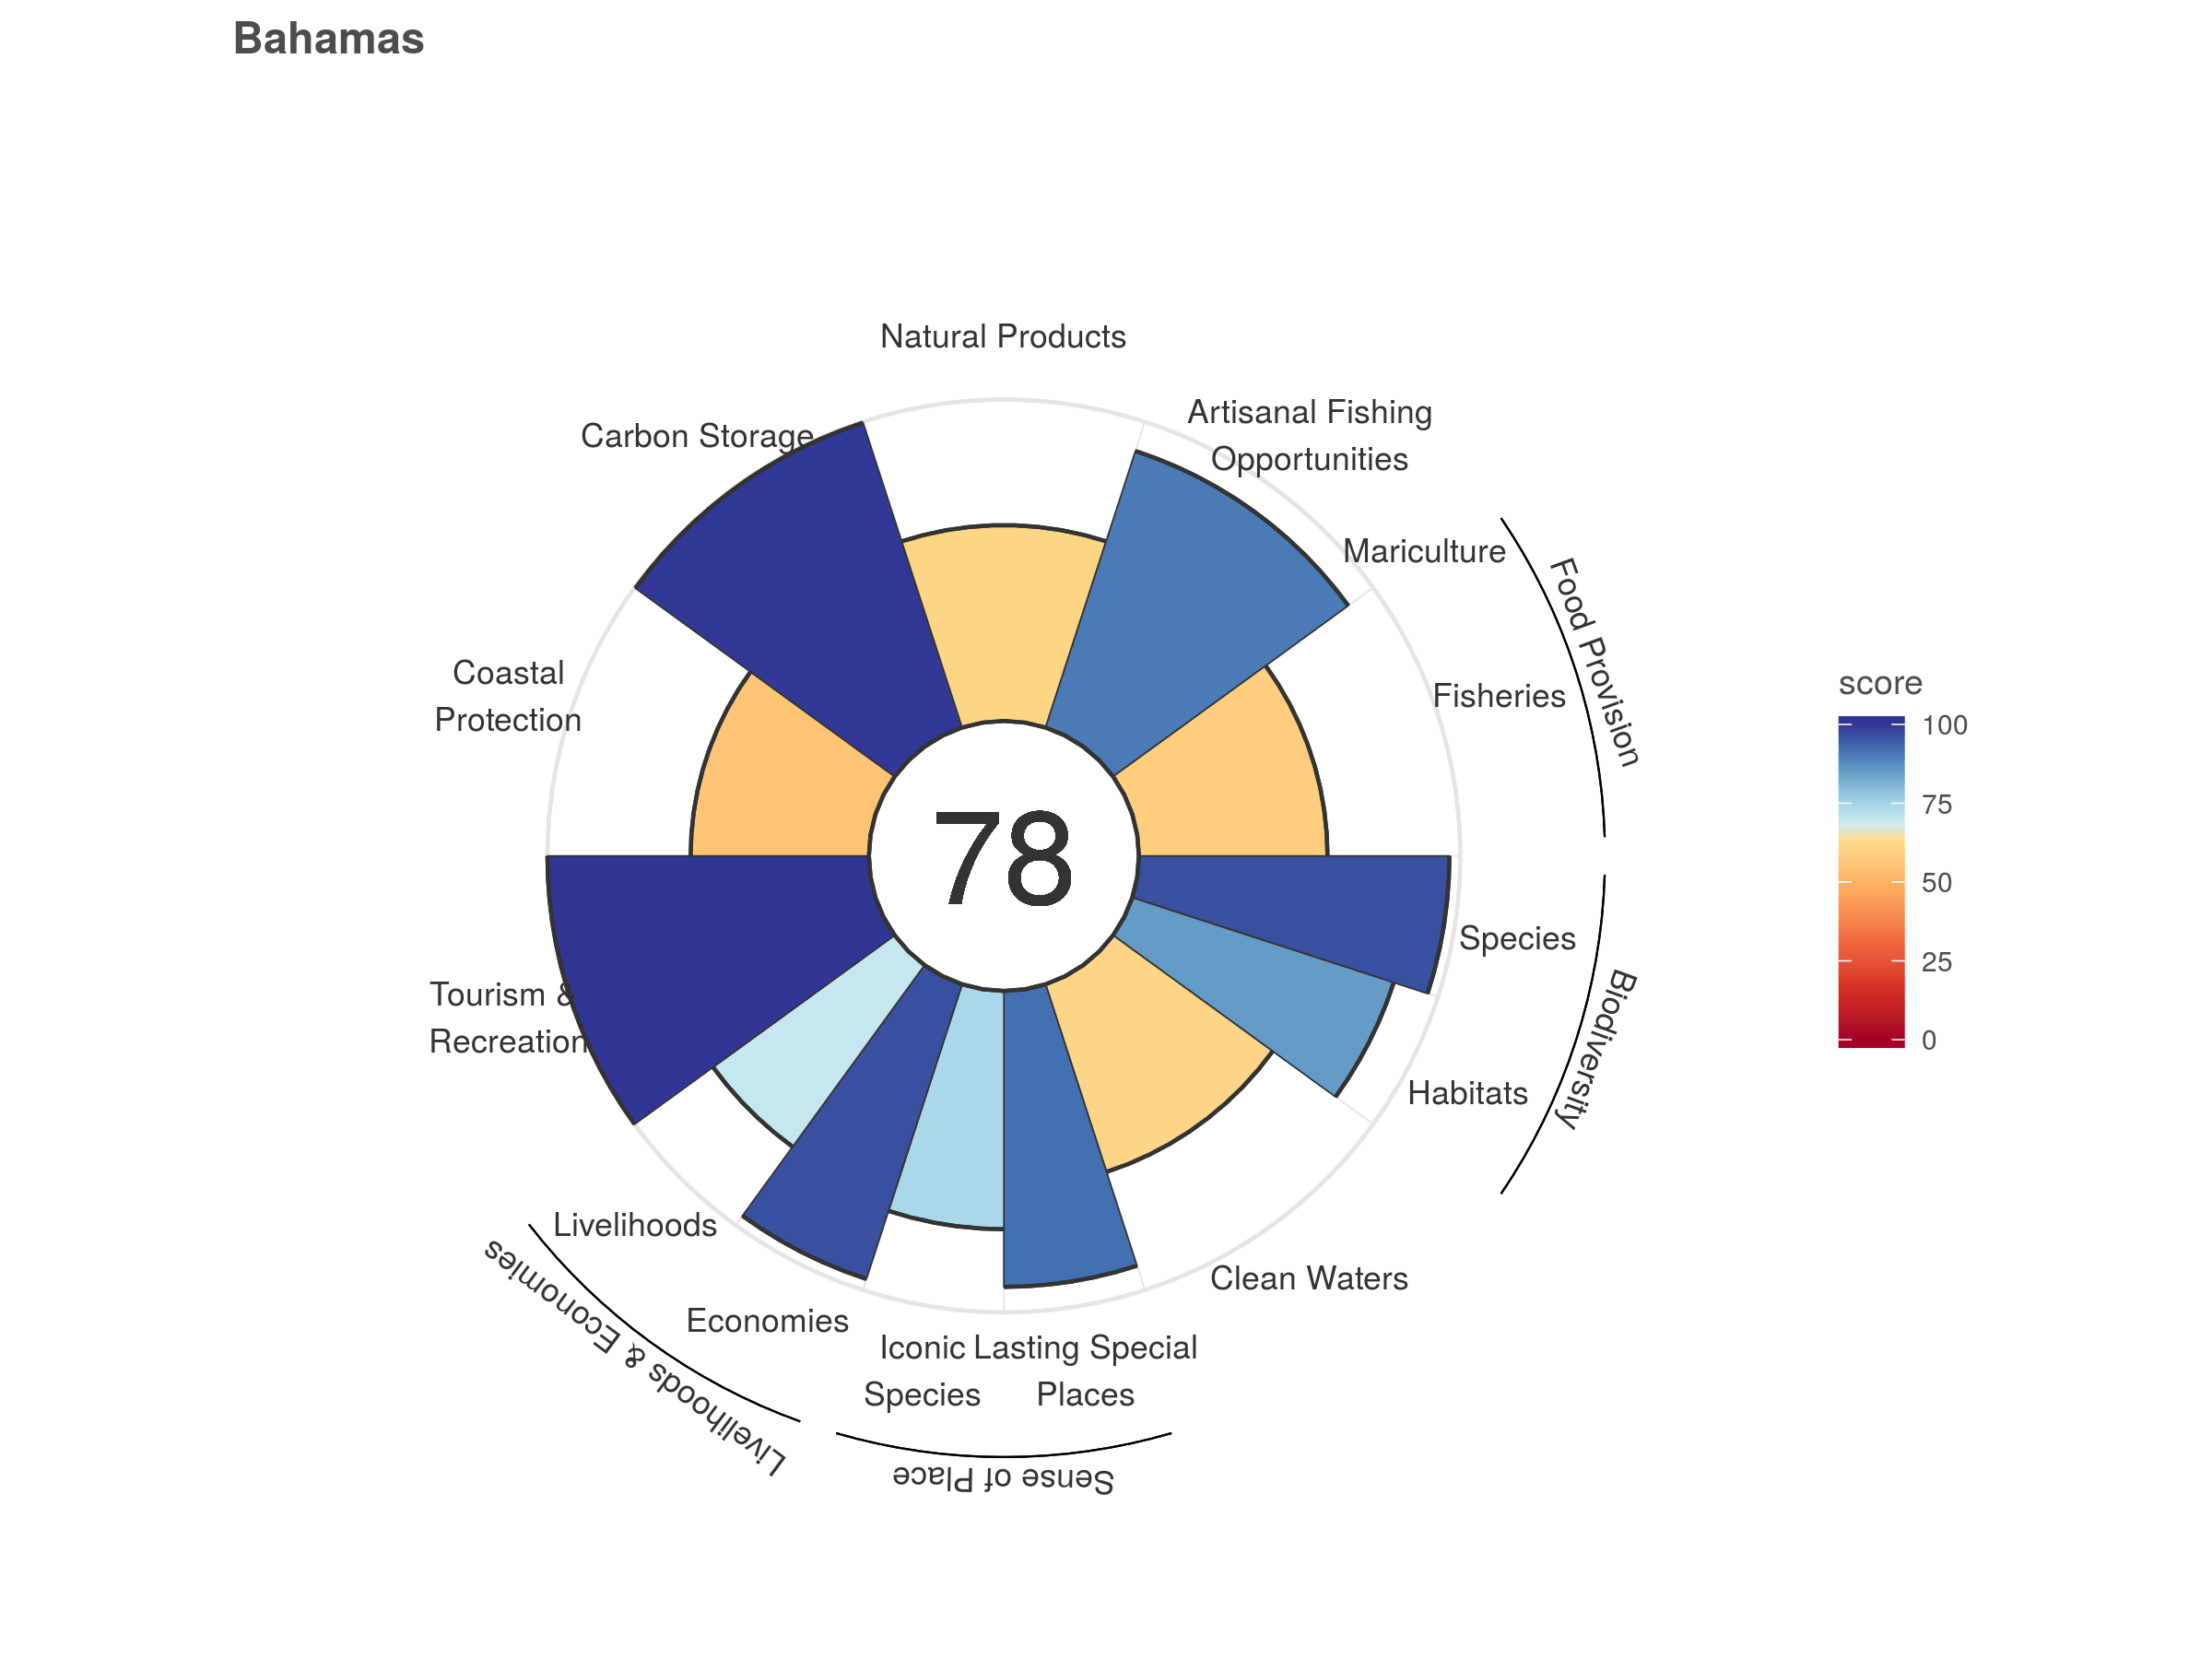 Bahamas
Natural Products
Artisanal Fishing
Opportunities
Carbon Storage
Mariculture
Food Provision
Fisheries
Coastal
Protection
score
100
75
50
25
0
78
Species
Biodiversity
Tourism &
Recreation
Habitats
Livelihoods
Clean Waters
Economies
Livelihoods & Economies
Iconic
Species
Lasting Special
Places
Sense of Place